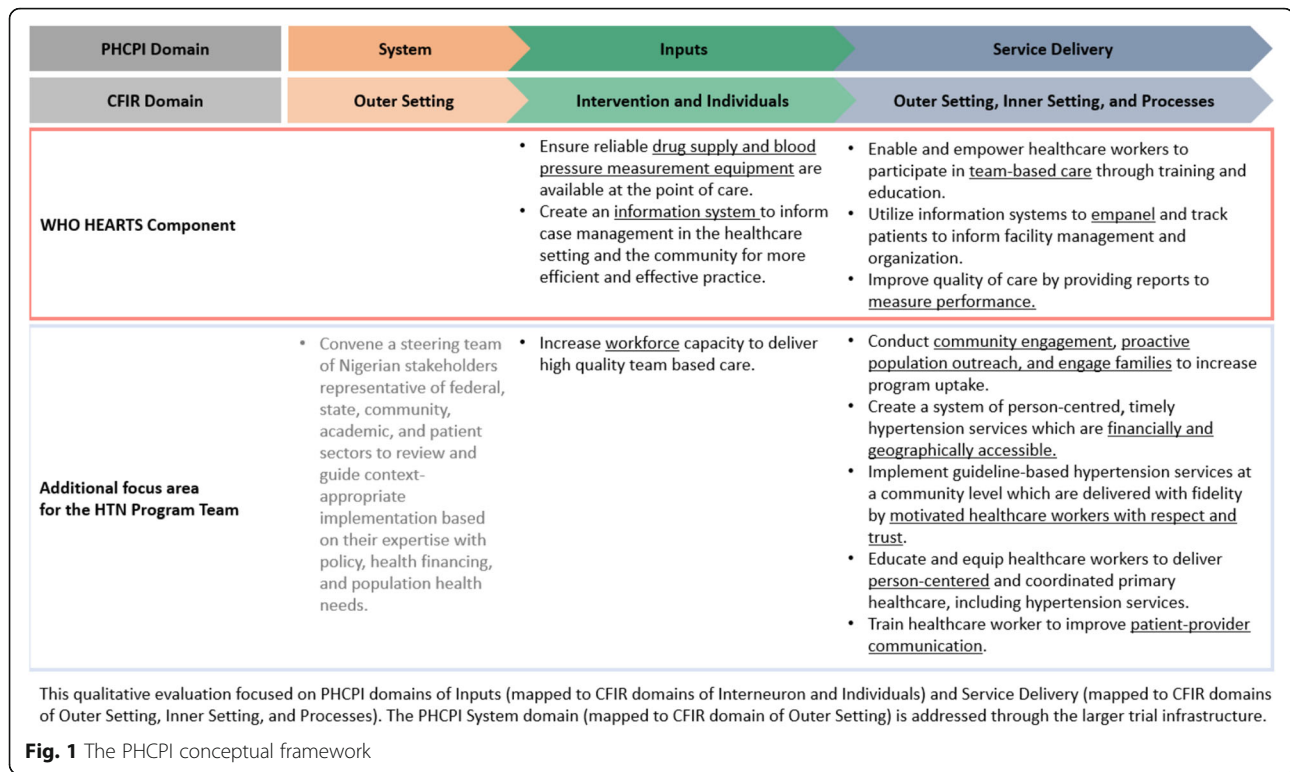 PHCPI Domain
System
Inputs
Service Delivery
CFIR Domain
Outer Setting
Intervention and Individuals
Outer Setting, Inner Setting, and Processes
WHO HEARTS Component
• Ensure reliable drug supply and blood
pressure measurement equipment are
available at the point of care.
• Create an information system to inform
case management in the healthcare
setting and the community for more
efficient and effective practice.
• Enable and empower healthcare workers to
participate in team-based care through training and
education.
• Utilize information systems to empanel and track
patients to inform facility management and
organization.
• Improve quality of care by providing reports to
measure performance.
Additional focus area
for the HTN Program Team
• Convene a steering team
of Nigerian stakeholders
representative of federal,
state, community,
academic, and patient
sectors to review and
guide context-
appropriate
implementation based
on their expertise with
policy, health financing,
and population health
needs.
• Increase workforce capacity to deliver
high quality team based care.
• Conduct community engagement, proactive
population outreach, and engage families to increase
program uptake.
• Create a system of person-centred, timely
hypertension services which are financially and
geographically accessible.
• Implement guideline-based hypertension services at
a community level which are delivered with fidelity
by motivated healthcare workers with respect and
trust.
• Educate and equip healthcare workers to deliver
person-centered and coordinated primary
healthcare, including hypertension services.
• Train healthcare worker to improve patient-provider
communication.
This qualitative evaluation focused on PHCPI domains of Inputs (mapped to CFIR domains of Interneuron and Individuals) and Service Delivery (mapped to CFIR domains
of Outer Setting, Inner Setting, and Processes). The PHCPI System domain (mapped to CFIR domain of Outer Setting) is addressed through the larger trial infrastructure.
Fig. 1 The PHCPI conceptual framework